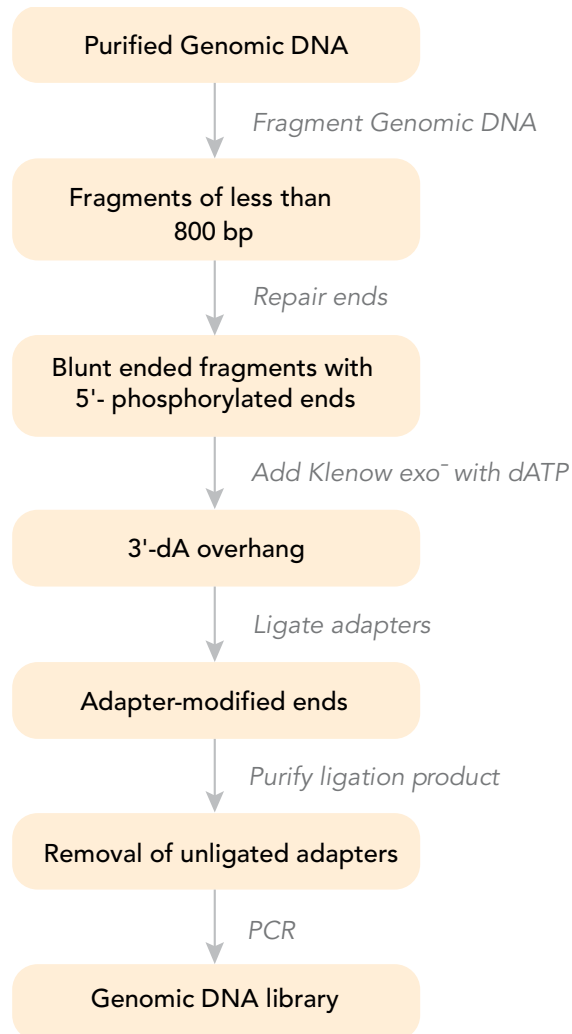 Purified Genomic DNA
Fragment Genomic DNA
Fragments of less than
800 bp
Repair ends
Blunt ended fragments with
5'- phosphorylated ends
Add Klenow exo⁻ with dATP
3'-dA overhang
Ligate adapters
Adapter-modified ends
Purify ligation product
Removal of unligated adapters
PCR
Genomic DNA library